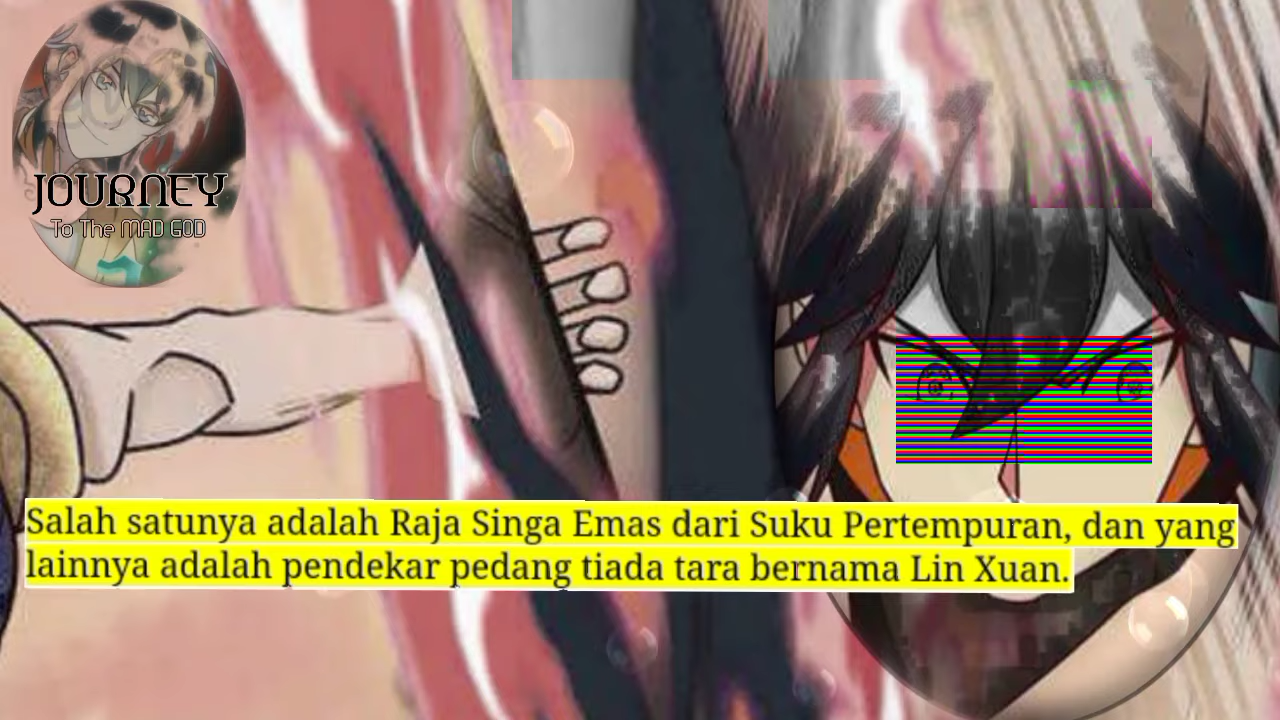 JOURNEY
To The MAD GOD
Salah satunya adalah Raja Singa Emas dari Suku Pertempuran, dan yang
lainnya adalah pendekar pedang tiada tara bernama Lin Xuan.